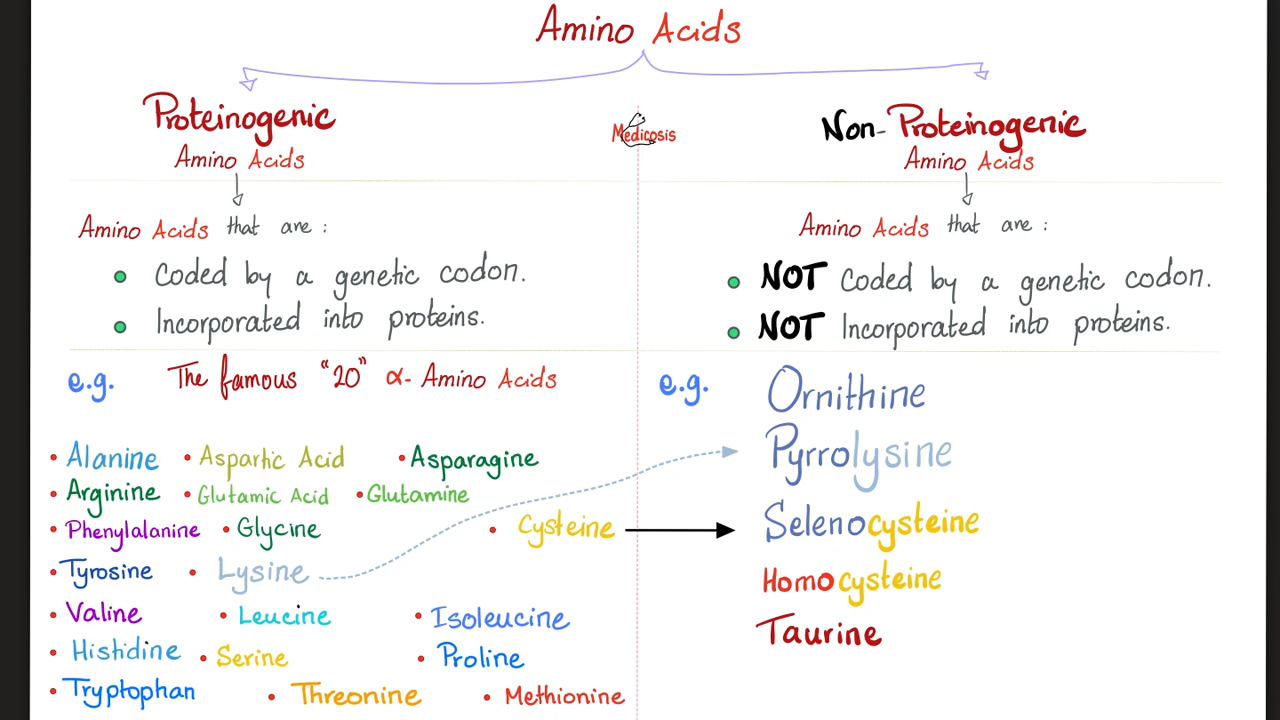 Amino Acids
Proteinogenic
Amino Acids
Medicosis
Non-Proteinogenic
Amino Acids
Amino Acids that are :
• Coded by a genetic codon.
• Incorporated into proteins.
Amino Acids that are :
• NOT Coded by a genetic codon.
• NOT Incorporated into proteins.
e.g. The famous "20" α- Amino Acids
• Alanine • Aspartic Acid • Asparagine
• Arginine • Glutamic Acid • Glutamine
• Phenylalanine • Glycine • Cysteine
• Tyrosine • Lysine
• Valine • Leucine • Isoleucine
• Histidine • Serine • Proline
• Tryptophan • Threonine • Methionine
e.g. Ornithine
Pyrrolysine
Selenocysteine
Homocysteine
Taurine